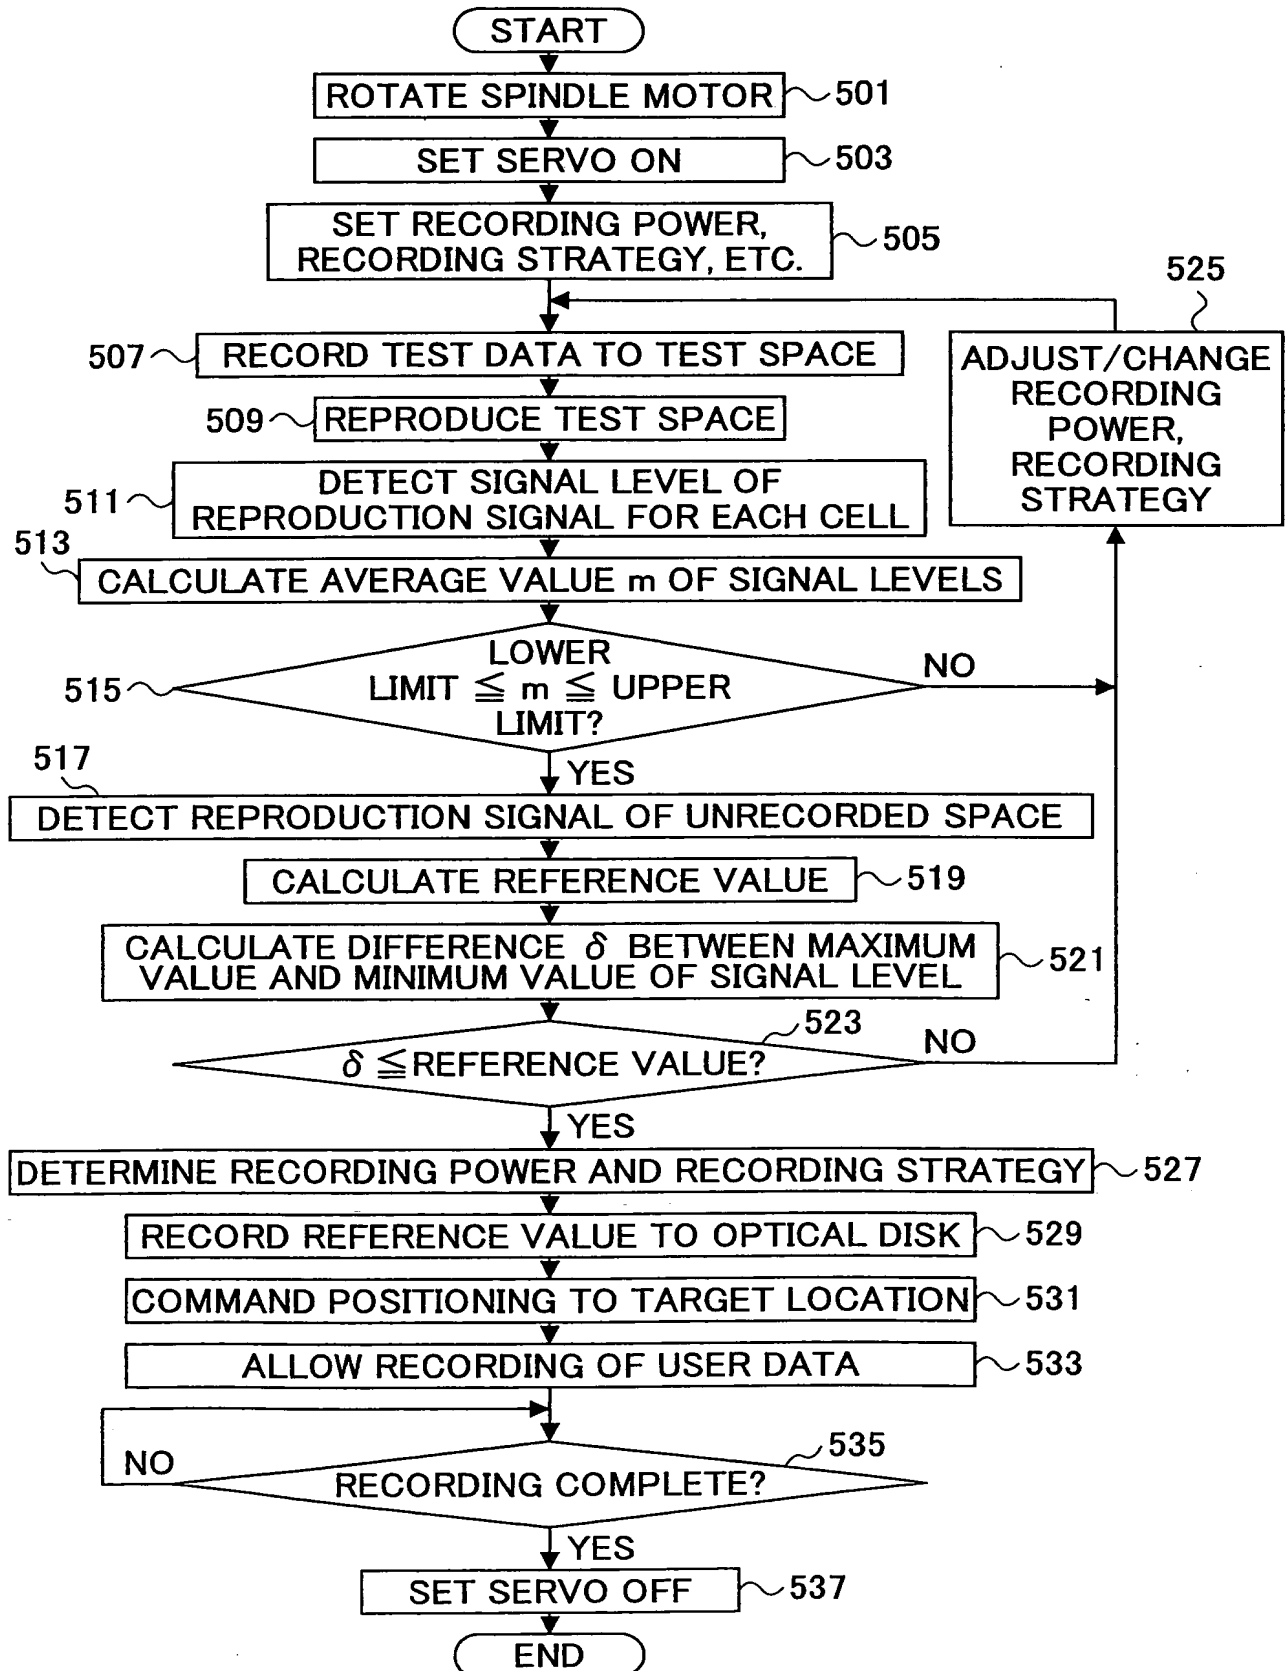 START
ROTATE SPINDLE MOTOR 501
SET SERVO ON 503
SET RECORDING POWER,
RECORDING STRATEGY, ETC.
505
525
ADJUST/CHANGE
RECORDING
POWER,
RECORDING
STRATEGY
507 RECORD TEST DATA TO TEST SPACE
509 REPRODUCE TEST SPACE
511
DETECT SIGNAL LEVEL OF
REPRODUCTION SIGNAL FOR EACH CELL
513
CALCULATE AVERAGE VALUE m OF SIGNAL LEVELS
515
LOWER
LIMIT ≦ m ≦ UPPER
LIMIT?
NO
YES
517
DETECT REPRODUCTION SIGNAL OF UNRECORDED SPACE
CALCULATE REFERENCE VALUE 519
CALCULATE DIFFERENCE δ BETWEEN MAXIMUM
VALUE AND MINIMUM VALUE OF SIGNAL LEVEL
521
523
δ ≦REFERENCE VALUE?
NO
YES
DETERMINE RECORDING POWER AND RECORDING STRATEGY 527
RECORD REFERENCE VALUE TO OPTICAL DISK 529
COMMAND POSITIONING TO TARGET LOCATION 531
ALLOW RECORDING OF USER DATA 533
535
NO
RECORDING COMPLETE?
YES
SET SERVO OFF 537
END